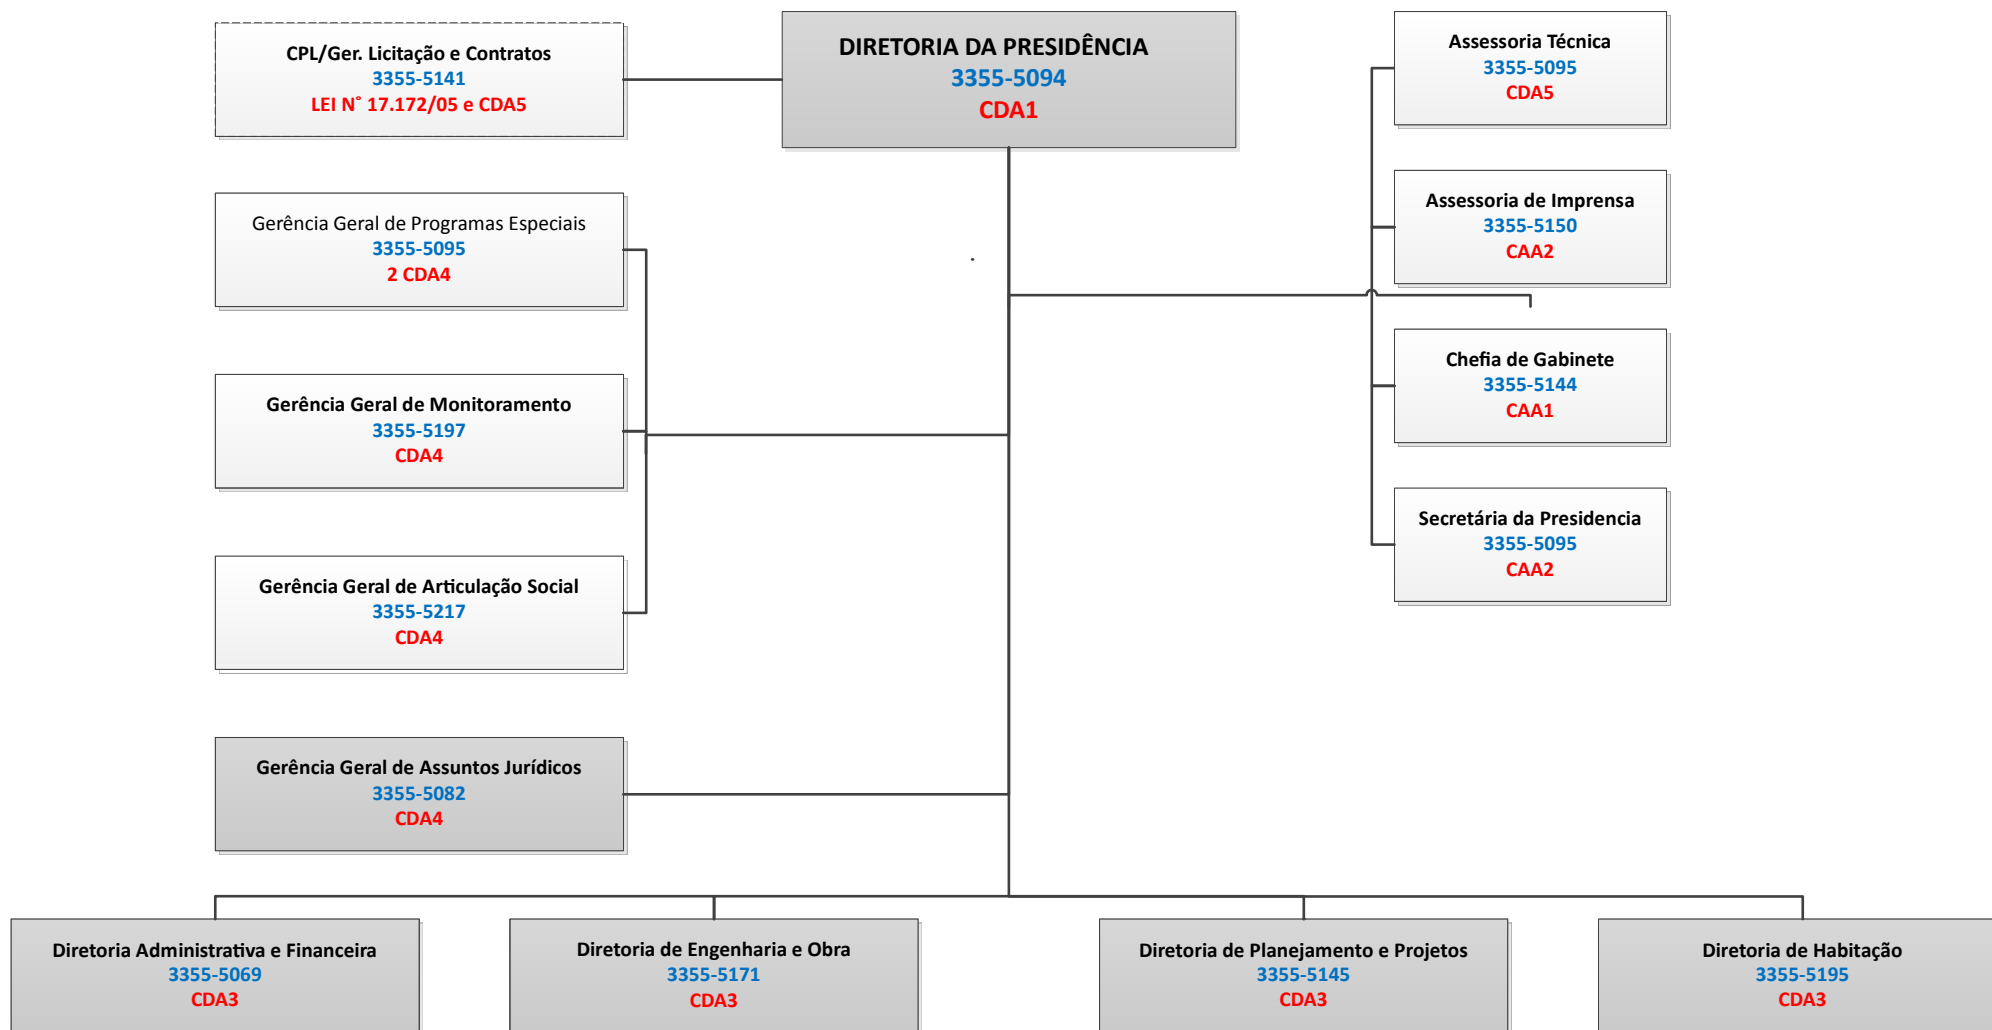 CPL/Ger. Licitação e Contratos
3355-5141
LEI N° 17.172/05 e CDA5
DIRETORIA DA PRESIDÊNCIA
3355-5094
CDA1
Assessoria Técnica
3355-5095
CDA5
Gerência Geral de Programas Especiais
3355-5095
2 CDA4
Assessoria de Imprensa
3355-5150
CAA2
Gerência Geral de Monitoramento
3355-5197
CDA4
Chefia de Gabinete
3355-5144
CAA1
Gerência Geral de Articulação Social
3355-5217
CDA4
Secretária da Presidencia
3355-5095
CAA2
Gerência Geral de Assuntos Jurídicos
3355-5082
CDA4
Diretoria Administrativa e Financeira
3355-5069
CDA3
Diretoria de Engenharia e Obra
3355-5171
CDA3
Diretoria de Planejamento e Projetos
3355-5145
CDA3
Diretoria de Habitação
3355-5195
CDA3